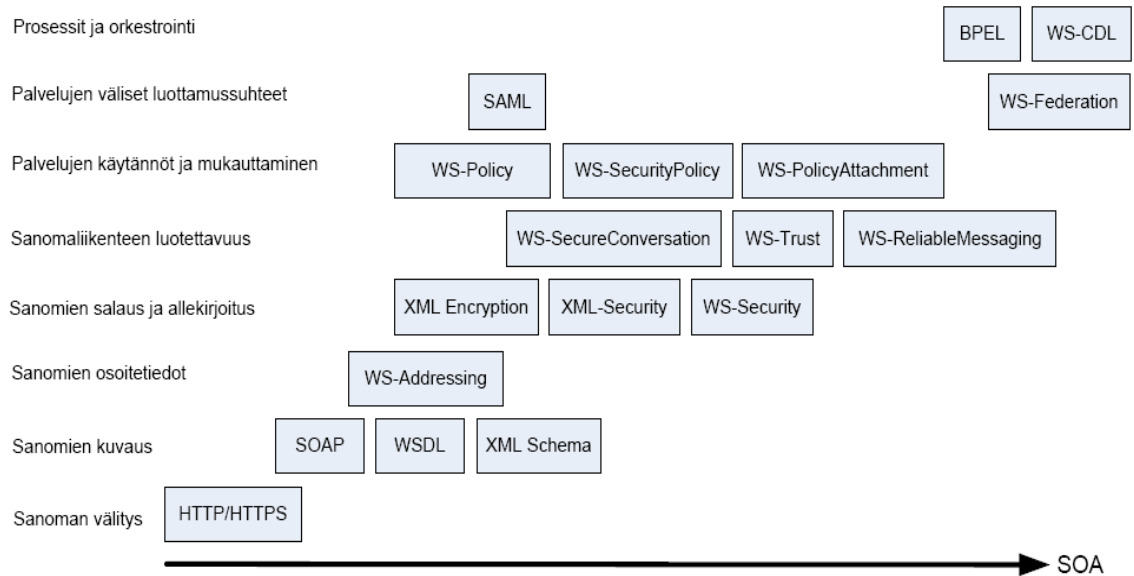 Prosessit ja orkestrointi BPEL WS-CDL
Palvelujen väliset luottamussuhteet SAML WS-Federation
Palvelujen käytännöt ja mukauttaminen WS-Policy WS-SecurityPolicy WS-PolicyAttachment
Sanomaliikenteen luotettavuus WS-SecureConversation WS-Trust WS-ReliableMessaging
Sanomien salaus ja allekirjoitus XML Encryption XML-Security WS-Security
Sanomien osoitetiedot WS-Addressing
Sanomien kuvaus SOAP WSDL XML Schema
Sanoman välitys HTTP/HTTPS
SOA